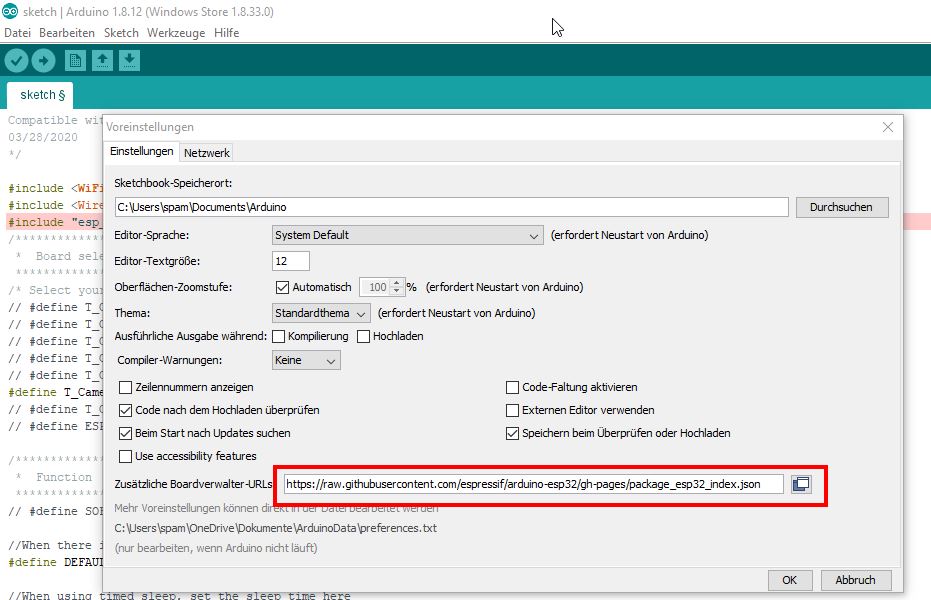 sketch | Arduino 1.8.12 (Windows Store 1.8.33.0)
Datei Bearbeiten Sketch Werkzeuge Hilfe
sketch §
Compatible
03/28/2020
*/
#include <WiFi
#include <Wire
#include "esp_
/*************
* Board sele
*************
/* Select your
// #define T_C
// #define T_C
// #define T_C
// #define T_C
// #define T_C
#define T_Came
// #define T_C
// #define ESP
/*************
* Function
*************
// #define SOF
//When there i
#define DEFAU
//When using timed sleep, set the sleep time here
Voreinstellungen
Einstellungen Netzwerk
Sketchbook-Speicherort:
C:\Users\spam\Documents\Arduino Durchsuchen
Editor-Sprache: System Default (erfordert Neustart von Arduino)
Editor-Textgröße: 12
Oberflächen-Zoomstufe: Automatisch 100 % (erfordert Neustart von Arduino)
Thema: Standardthema (erfordert Neustart von Arduino)
Ausführliche Ausgabe während: Kompilierung Hochladen
Compiler-Warnungen: Keine
Zeilennummern anzeigen Code-Faltung aktivieren
Code nach dem Hochladen überprüfen Externen Editor verwenden
Beim Start nach Updates suchen Speichern beim Überprüfen oder Hochladen
Use accessibility features
Zusätzliche Boardverwalter-URLs https://raw.githubusercontent.com/espressif/arduino-esp32/gh-pages/package_esp32_index.json
Mehr Voreinstellungen können direkt in der Datei bearbeitet werden
C:\Users\spam\OneDrive\Dokumente\ArduinoData\preferences.txt
(nur bearbeiten, wenn Arduino nicht läuft)
OK Abbruch